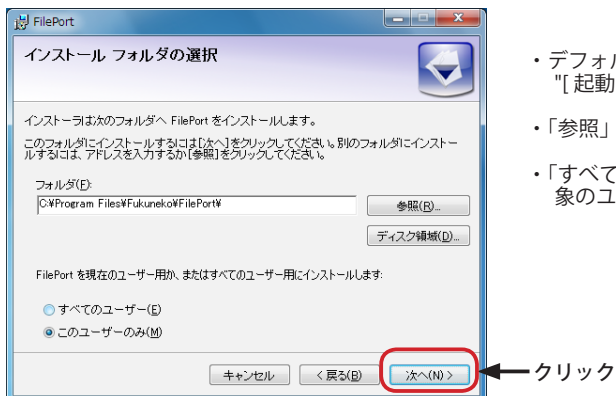 FilePort
インストール フォルダの選択
インストーラは次のフォルダへ FilePort をインストールします。
このフォルダにインストールするには[次へ]をクリックしてください。別のフォルダにインストー
ルするには、アドレスを入力するか[参照]をクリックしてください。
フォルダ(F):
C:¥Program Files¥Fukuneko¥FilePort¥
参照(R)...
ディスク領域(D)...
FilePort を現在のユーザー用か、またはすべてのユーザー用にインストールします:
すべてのユーザー(E)
このユーザーのみ(M)
キャンセル
< 戻る(B)
次へ(N) >
クリック
・デフォル
"[ 起動
・「参照」
・「すべて
象のユ